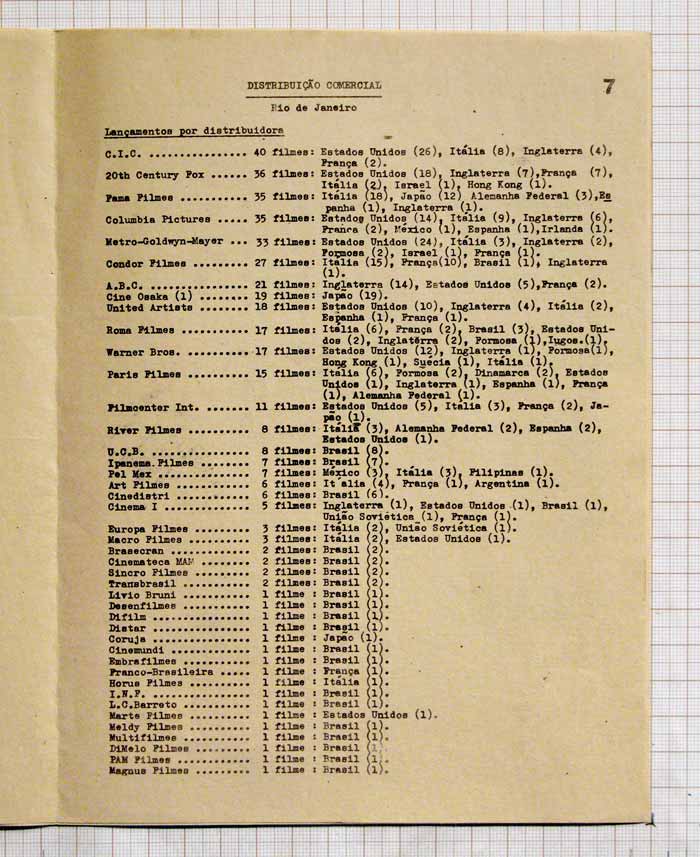 DISTRIBUIÇÃO COMERCIAL
7
Rio de Janeiro
Lançamentos por distribuidora
C.I.C. ................ 40 filmes: Estados Unidos (26), Itália (8), Inglaterra (4),
França (2).
20th Century Fox ...... 36 filmes: Estados Unidos (18), Inglaterra (7),França (7),
Itália (2), Israel (1), Hong Kong (1).
Fama Filmes ........... 35 filmes: Itália (18), Japão (12) Alemanha Federal (3),Es
panha (1), Inglaterra (1).
Columbia Pictures ..... 35 filmes: Estados Unidos (14), Itália (9), Inglaterra (6),
Franra (2), México (1), Espanha (1),Irlanda (1).
Metro-Goldwyn-Mayer ... 33 filmes: Estados Unidos (24), Itália (3), Inglaterra (2),
Formosa (2), Israel (1), França (1).
Condor Filmes ......... 27 filmes: Itália (15), França(10), Brasil (1), Inglaterra
(1).
A.B.C. ................ 21 filmes: Inglaterra (14), Estados Unidos (5),França (2).
Cine Osaka (1) ........ 19 filmes: Japão (19).
United Artists ........ 18 filmes: Estados Unidos (10), Inglaterra (4), Itália (2),
Espanha (1), França (1).
Roma Filmes ........... 17 filmes: Itália (6), França (2), Brasil (3), Estados Uni-
dos (2), Inglatêrra (2), Formosa (1),Iugos.(1).
Warner Bros. .......... 17 filmes: Estados Unidos (12), Inglaterra (1), Formosa(1),
Hong Kong (1), Suécia (1), Itália (1).
Paris Filmes .......... 15 filmes: Itália (6), Formosa (2), Dinamarca (2), Estados
Unidos (1), Inglaterra (1), Espanha (1), França
(1), Alemanha Federal (1).
Filmcenter Int. ....... 11 filmes: Estados Unidos (5), Itália (3), França (2), Ja-
pão (1).
River Filmes .......... 8 filmes: Itália (3), Alemanha Federal (2), Espanha (2),
Estados Unidos (1).
U.C.B. ................ 8 filmes: Brasil (8).
Ipanema Filmes ........ 7 filmes: Brasil (7).
Pel Mex ............... 7 filmes: México (3), Itália (3), Filipinas (1).
Art Filmes ............ 6 filmes: Itália (4), França (1), Argentina (1).
Cinedistri ............ 6 filmes: Brasil (6).
Cinema I .............. 5 filmes: Inglaterra (1), Estados Unidos (1), Brasil (1),
União Soviética (1), França (1).
Europa Filmes ......... 3 filmes: Itália (2), União Soviética (1).
Macro Filmes .......... 3 filmes: Itália (2), Estados Unidos (1).
Brasecran ............. 2 filmes: Brasil (2).
Cinemateca MAM ........ 2 filmes: Brasil (2).
Sincro Filmes ......... 2 filmes: Brasil (2).
Transbrasil ........... 2 filmes: Brasil (2).
Livio Bruni ........... 1 filme : Brasil (1).
Desenfilmes ........... 1 filme : Brasil (1).
Difilm ................ 1 filme : Brasil (1).
Distar ................ 1 filme : Brasil (1).
Coruja ................ 1 filme : Japão (1).
Cinemundi ............. 1 filme : Brasil (1).
Embrafilmes ........... 1 filme : Brasil (1).
Franco-Brasileira ..... 1 filme : França (1).
Horus Filmes .......... 1 filme : Itália (1).
I.N.F. ................ 1 filme : Brasil (1).
L.C.Barreto ........... 1 filme : Brasil (1).
Marte Filmes .......... 1 filme : Estados Unidos (1).
Meldy Filmes .......... 1 filme : Brasil (1).
Multifilmes ........... 1 filme : Brasil (1).
DiMelo Filmes ......... 1 filme : Brasil (1).
PAM Filmes ............ 1 filme : Brasil (1).
Magnus Filmes ......... 1 filme : Brasil (1).